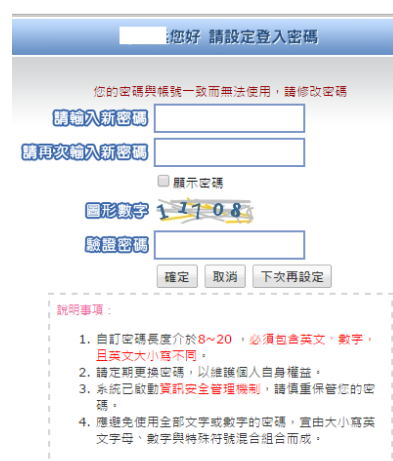 您好 請設定登入密碼
您的密碼與帳號一致而無法使用，請修改密碼
請輸入新密碼
請再次輸入新密碼
顯示密碼
圖形數字 11708
驗證密碼
確定 取消 下次再設定
說明事項：
1. 自訂密碼長度介於8~20 ，必須包含英文、數字，
且英文大小寫不同。
2. 請定期更換密碼，以維護個人自身權益。
3. 系統已啟動資訊安全管理機制，請慎重保管您的密
碼。
4. 應避免使用全部文字或數字的密碼，宜由大小寫英
文字母、數字與特殊符號混合組合而成。